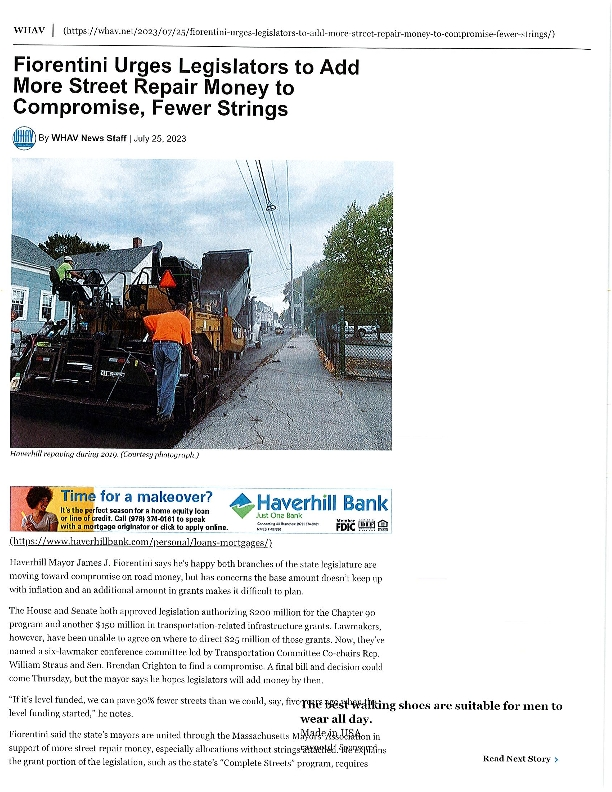 WHAV | (https://whav.net/2023/07/25/fiorentini-urges-legislators-to-add-more-street-repair-money-to-compromise-fewer-strings/)
Fiorentini Urges Legislators to Add
More Street Repair Money to
Compromise, Fewer Strings
WHAV By WHAV News Staff | July 25, 2023
Haverhill repaving during 2019. (Courtesy photograph.)
Time for a makeover?
It's the perfect season for a home equity loan
or line of credit. Call (978) 374-0161 to speak
with a mortgage originator or click to apply online.
Haverhill Bank
Just One Bank
Member
FDIC
(https://www.haverhillbank.com/personal/loans-mortgages/)
Haverhill Mayor James J. Fiorentini says he's happy both branches of the state legislature are
moving toward compromise on road money, but has concerns the base amount doesn't keep up
with inflation and an additional amount in grants makes it difficult to plan.
The House and Senate both approved legislation authorizing $200 million for the Chapter 90
program and another $150 million in transportation-related infrastructure grants. Lawmakers,
however, have been unable to agree on where to direct $25 million of those grants. Now, they've
named a six-lawmaker conference committee led by Transportation Committee Co-chairs Rep.
William Straus and Sen. Brendan Crighton to find a compromise. A final bill and decision could
come Thursday, but the mayor says he hopes legislators will add money by then.
"If it's level funded, we can pave 30% fewer streets than we could, say, five
The best walking shoes are suitable for men to
level funding started," he notes.
wear all day.
Fiorentini said the state's mayors are united through the Massachusetts Mayors' Association in
Made in USA
support of more street repair money, especially allocations without strings attached. He explains
the grant portion of the legislation, such as the state's "Complete Streets" program, requires
Read Next Story >